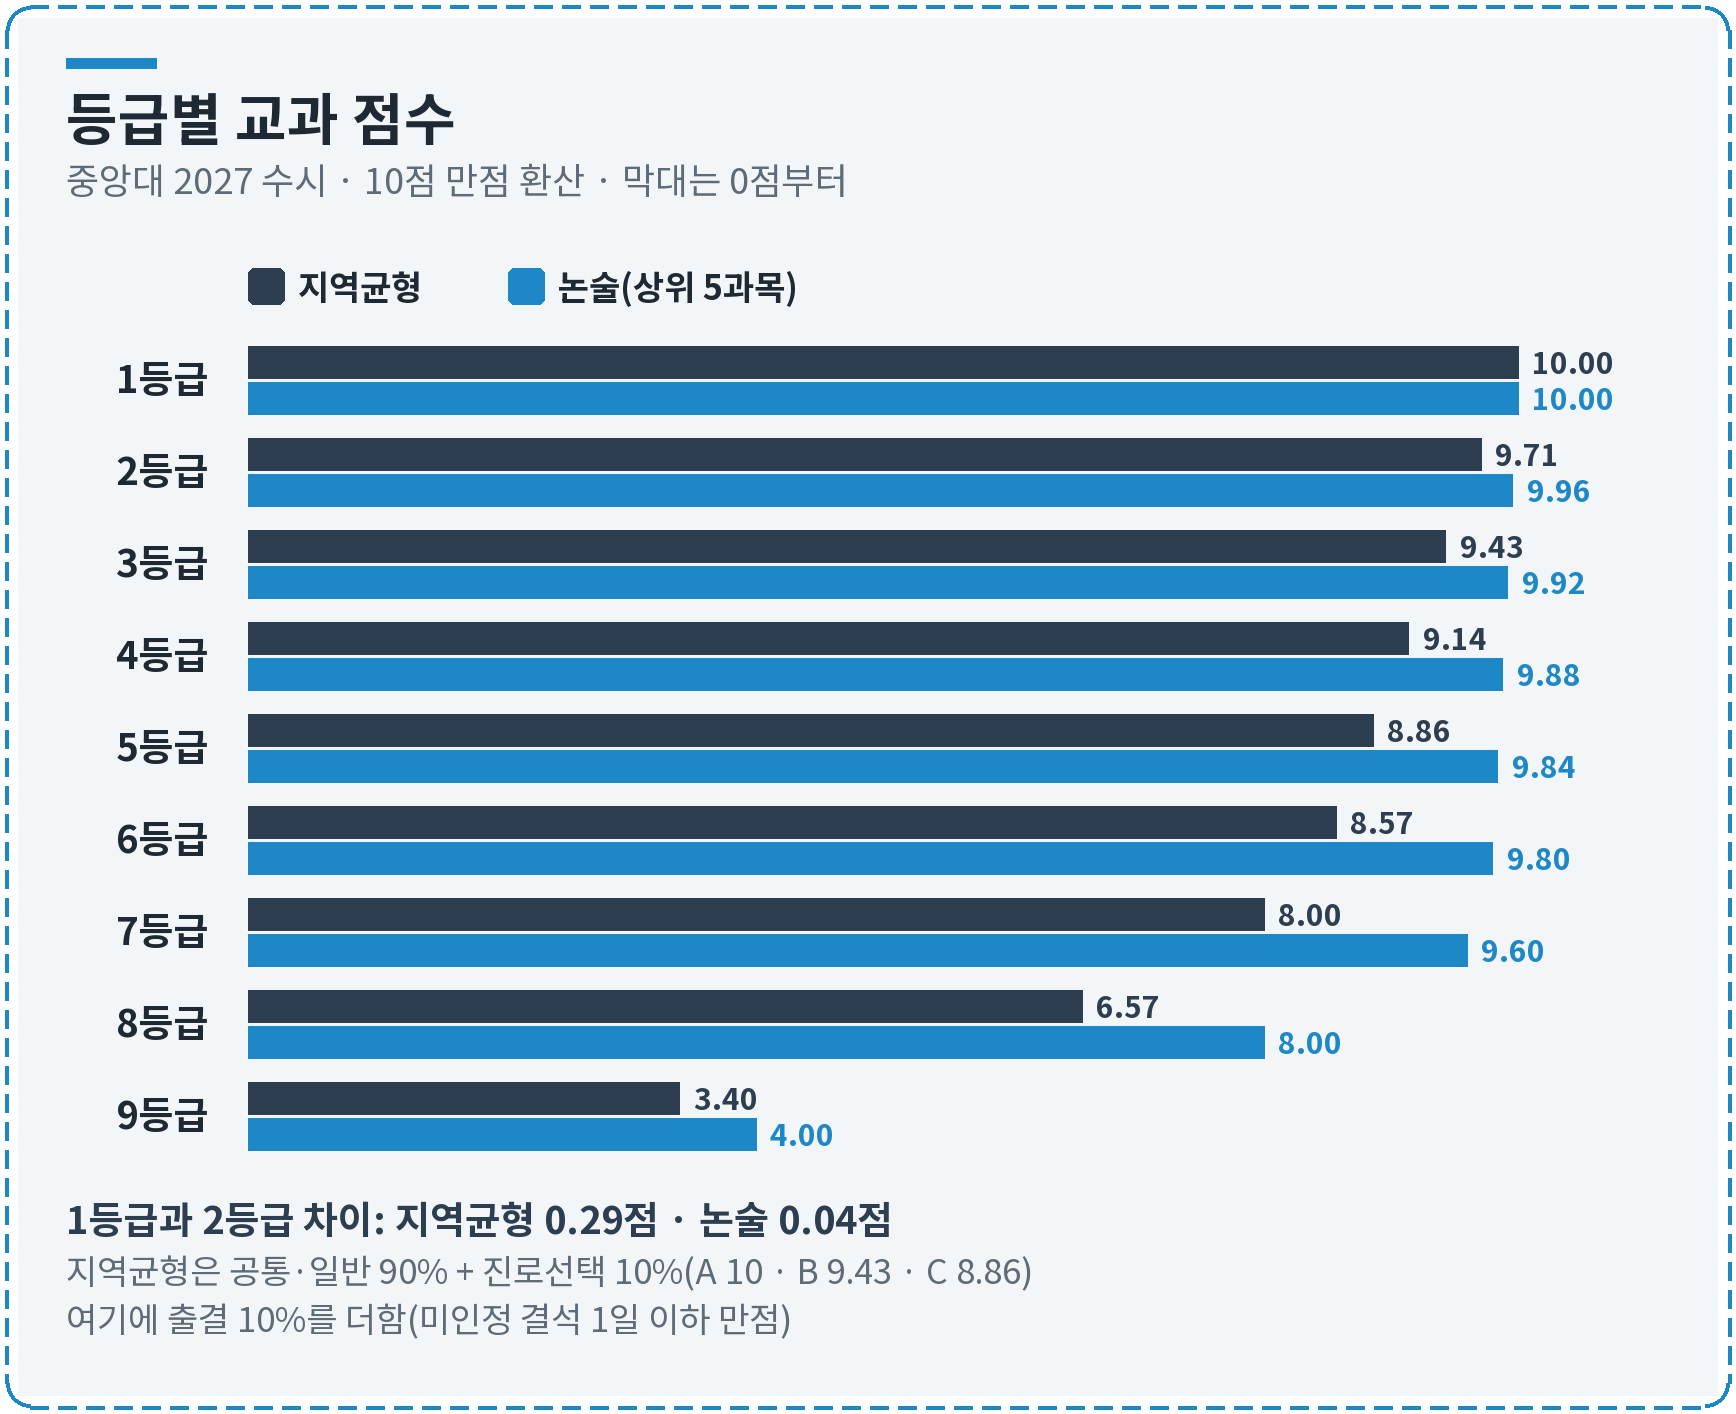 등급별 교과 점수
중앙대 2027 수시 · 10점 만점 환산 · 막대는 0점부터
지역균형 논술(상위 5과목)
1등급 10.00
10.00
2등급 9.71
9.96
3등급 9.43
9.92
4등급 9.14
9.88
5등급 8.86
9.84
6등급 8.57
9.80
7등급 8.00
9.60
8등급 6.57
8.00
9등급 3.40
4.00
1등급과 2등급 차이: 지역균형 0.29점 · 논술 0.04점
지역균형은 공통·일반 90% + 진로선택 10%(A 10 · B 9.43 · C 8.86)
여기에 출결 10%를 더함(미인정 결석 1일 이하 만점)